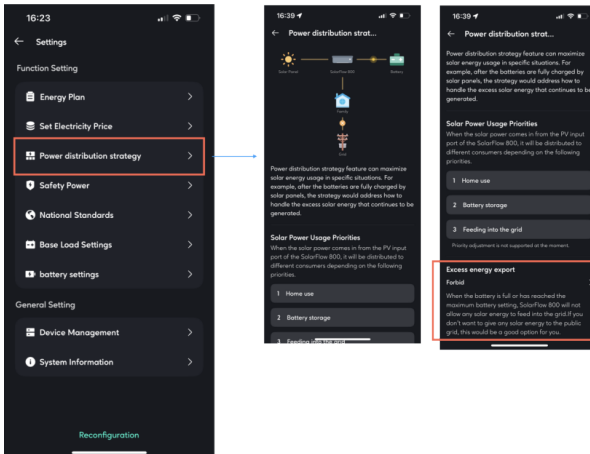 16:23
Settings
Function Setting
Energy Plan
Set Electricity Price
Power distribution strategy
Safety Power
National Standards
Base Load Settings
battery settings
General Setting
Device Management
System Information
Reconfiguration
16:39
Power distribution strat...
Solar Panel
SolarFlow 800
Battery
Family
Grid
Power distribution strategy feature can maximize
solar energy usage in specific situations. For
example, after the batteries are fully charged by
solar panels, the strategy would address how to
handle the excess solar energy that continues to be
generated.
Solar Power Usage Priorities
When the solar power comes in from the PV input
port of the SolarFlow 800, it will be distributed to
different consumers depending on the following
priorities.
1 Home use
2 Battery storage
3 Feeding into the grid
16:39
Power distribution strat...
Power distribution strategy feature can maximize
solar energy usage in specific situations. For
example, after the batteries are fully charged by
solar panels, the strategy would address how to
handle the excess solar energy that continues to be
generated.
Solar Power Usage Priorities
When the solar power comes in from the PV input
port of the SolarFlow 800, it will be distributed to
different consumers depending on the following
priorities.
1 Home use
2 Battery storage
3 Feeding into the grid
Priority adjustment is not supported at the moment.
Excess energy export
Forbid
When the battery is full or has reached the
maximum battery setting, SolarFlow 800 will not
allow any solar energy to feed into the grid.If you
don't want to give any solar energy to the public
grid, this would be a good option for you.